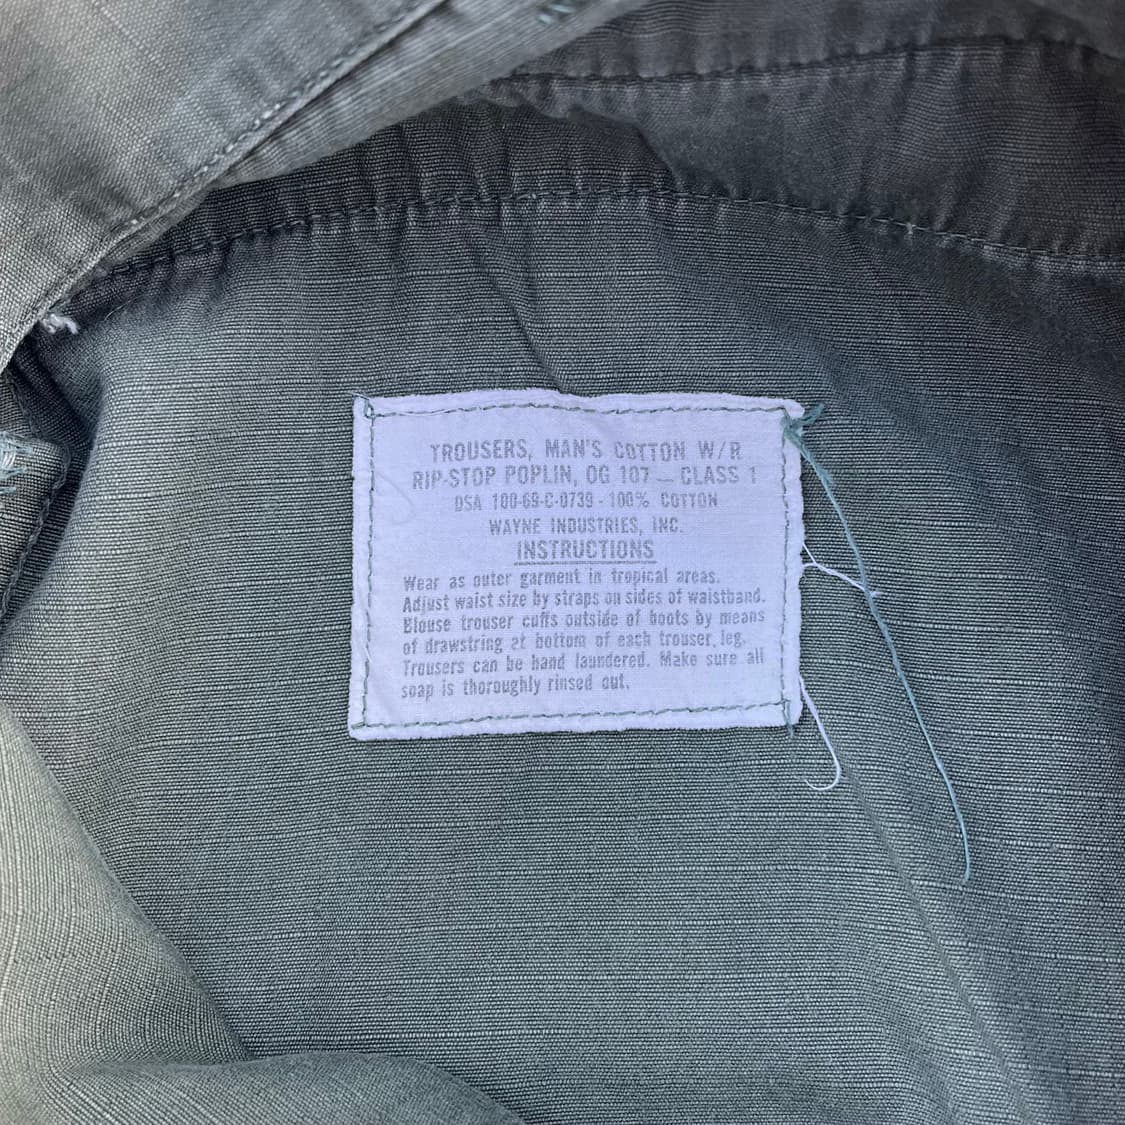 TROUSERS, MAN'S COTTON W/R
RIP-STOP POPLIN, OG 107 — CLASS 1
DSA 100-69-C-0739 - 100% COTTON
WAYNE INDUSTRIES, INC.
INSTRUCTIONS
Wear as outer garment in tropical areas.
Adjust waist size by straps on sides of waistband.
Blouse trouser cuffs outside of boots by means
of drawstring at bottom of each trouser leg.
Trousers can be hand laundered. Make sure all
soap is thoroughly rinsed out.